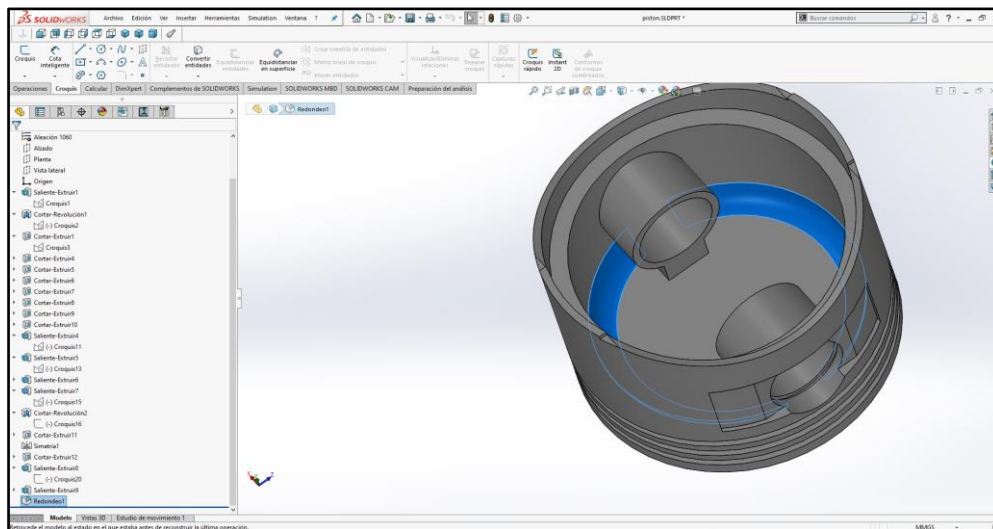 SOLIDWORKS Archivo Edición Ver Insertar Herramientas Simulation Ventana ? piston.SLDPRT * Buscar comandos
Croquis Cota inteligente Recortar entidades Convertir entidades Equidistanciar entidades Equidistanciar en superficie Crear simetría de entidades Matriz lineal de croquis Mover entidades Visualizar/Eliminar relaciones Reparar croquis Capturas rápidas Croquis rápido Instant 2D
Operaciones Croquis Calcular DimXpert Complementos de SOLIDWORKS Simulation SOLIDWORKS MBD SOLIDWORKS CAM Preparación del análisis
Redondeo1
Aleación 1060
Alzado
Planta
Vista lateral
Origen
Saliente-Extruir1
Croquis1
Cortar-Revolución1
(-) Croquis2
Cortar-Extruir1
Croquis3
Cortar-Extruir4
Cortar-Extruir5
Cortar-Extruir6
Cortar-Extruir7
Cortar-Extruir8
Cortar-Extruir9
Cortar-Extruir10
Saliente-Extruir4
(-) Croquis11
Saliente-Extruir5
(-) Croquis13
Saliente-Extruir6
Saliente-Extruir7
(-) Croquis15
Cortar-Revolución2
(-) Croquis16
Cortar-Extruir11
Simetría1
Cortar-Extruir12
Saliente-Extruir8
(-) Croquis20
Saliente-Extruir9
Redondeo1
Modelo Vistas 3D Estudio de movimiento 1
Retrocede el modelo al estado en el que estaba antes de reconstruir la última operación. MMGS